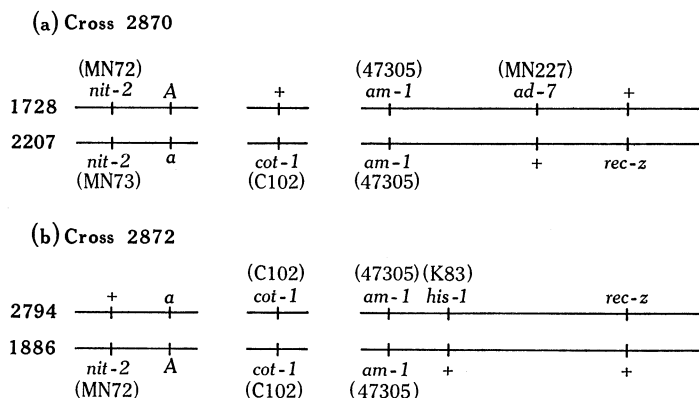 (a) Cross 2870
(MN72) (47305) (MN227)
nit-2 A + am-1 ad-7 +
1728
2207
nit-2 a cot-1 am-1 + rec-z
(MN73) (C102) (47305)
(b) Cross 2872
(C102) (47305) (K83)
+ a cot-1 am-1 his-1 rec-z
2794
1886
nit-2 A cot-1 am-1 + +
(MN72) (C102) (47305)